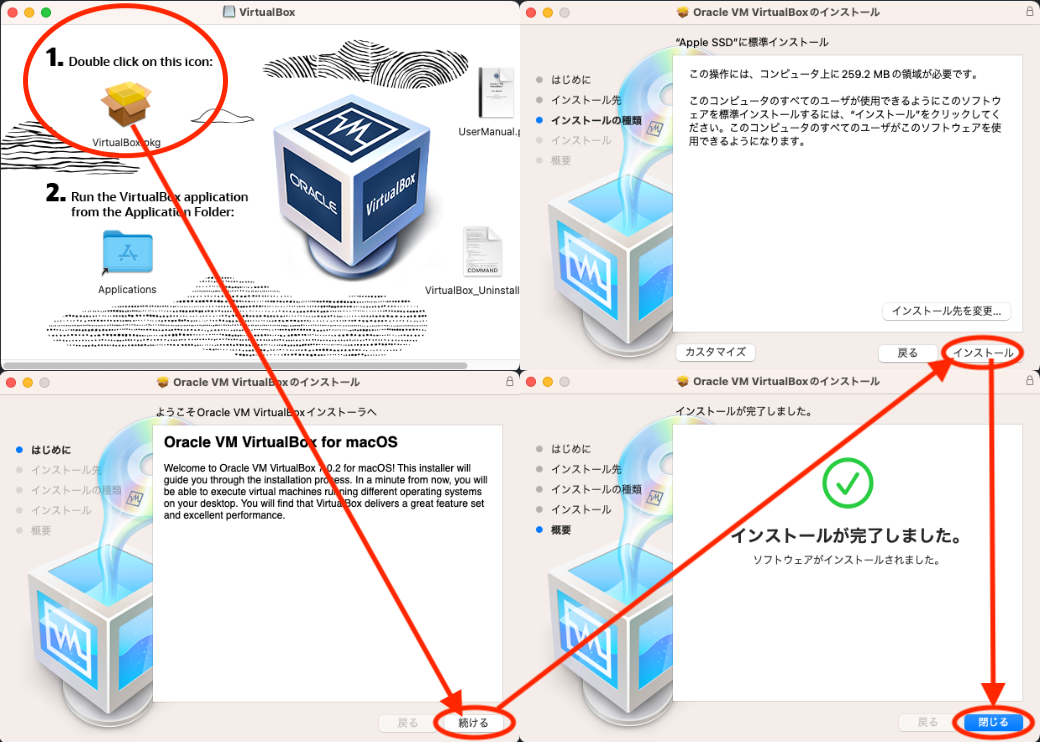 VirtualBox
1. Double click on this icon:
VirtualBox.pkg
UserManual.p
ORACLE
VirtualBox
2. Run the VirtualBox application
from the Application Folder:
Applications
COMMAND
VirtualBox_Uninstall
Oracle VM VirtualBoxのインストール
“Apple SSD”に標準インストール
はじめに
インストール先
インストールの種類
インストール
概要
この操作には、コンピュータ上に 259.2 MB の領域が必要です。
このコンピュータのすべてのユーザが使用できるようにこのソフトウ
ェアを標準インストールするには、“インストール”をクリックしてく
ださい。このコンピュータのすべてのユーザがこのソフトウェアを使
用できるようになります。
インストール先を変更...
カスタマイズ
戻る
インストール
Oracle VM VirtualBoxのインストール
ようこそOracle VM VirtualBoxインストーラへ
はじめに
インストール先
インストールの種類
インストール
概要
Oracle VM VirtualBox for macOS
Welcome to Oracle VM VirtualBox 7.0.2 for macOS! This installer will
guide you through the installation process. In a minute from now, you will
be able to execute virtual machines running different operating systems
on your desktop. You will find that VirtualBox delivers a great feature set
and excellent performance.
戻る
続ける
Oracle VM VirtualBoxのインストール
インストールが完了しました。
はじめに
インストール先
インストールの種類
インストール
概要
インストールが完了しました。
ソフトウェアがインストールされました。
戻る
閉じる